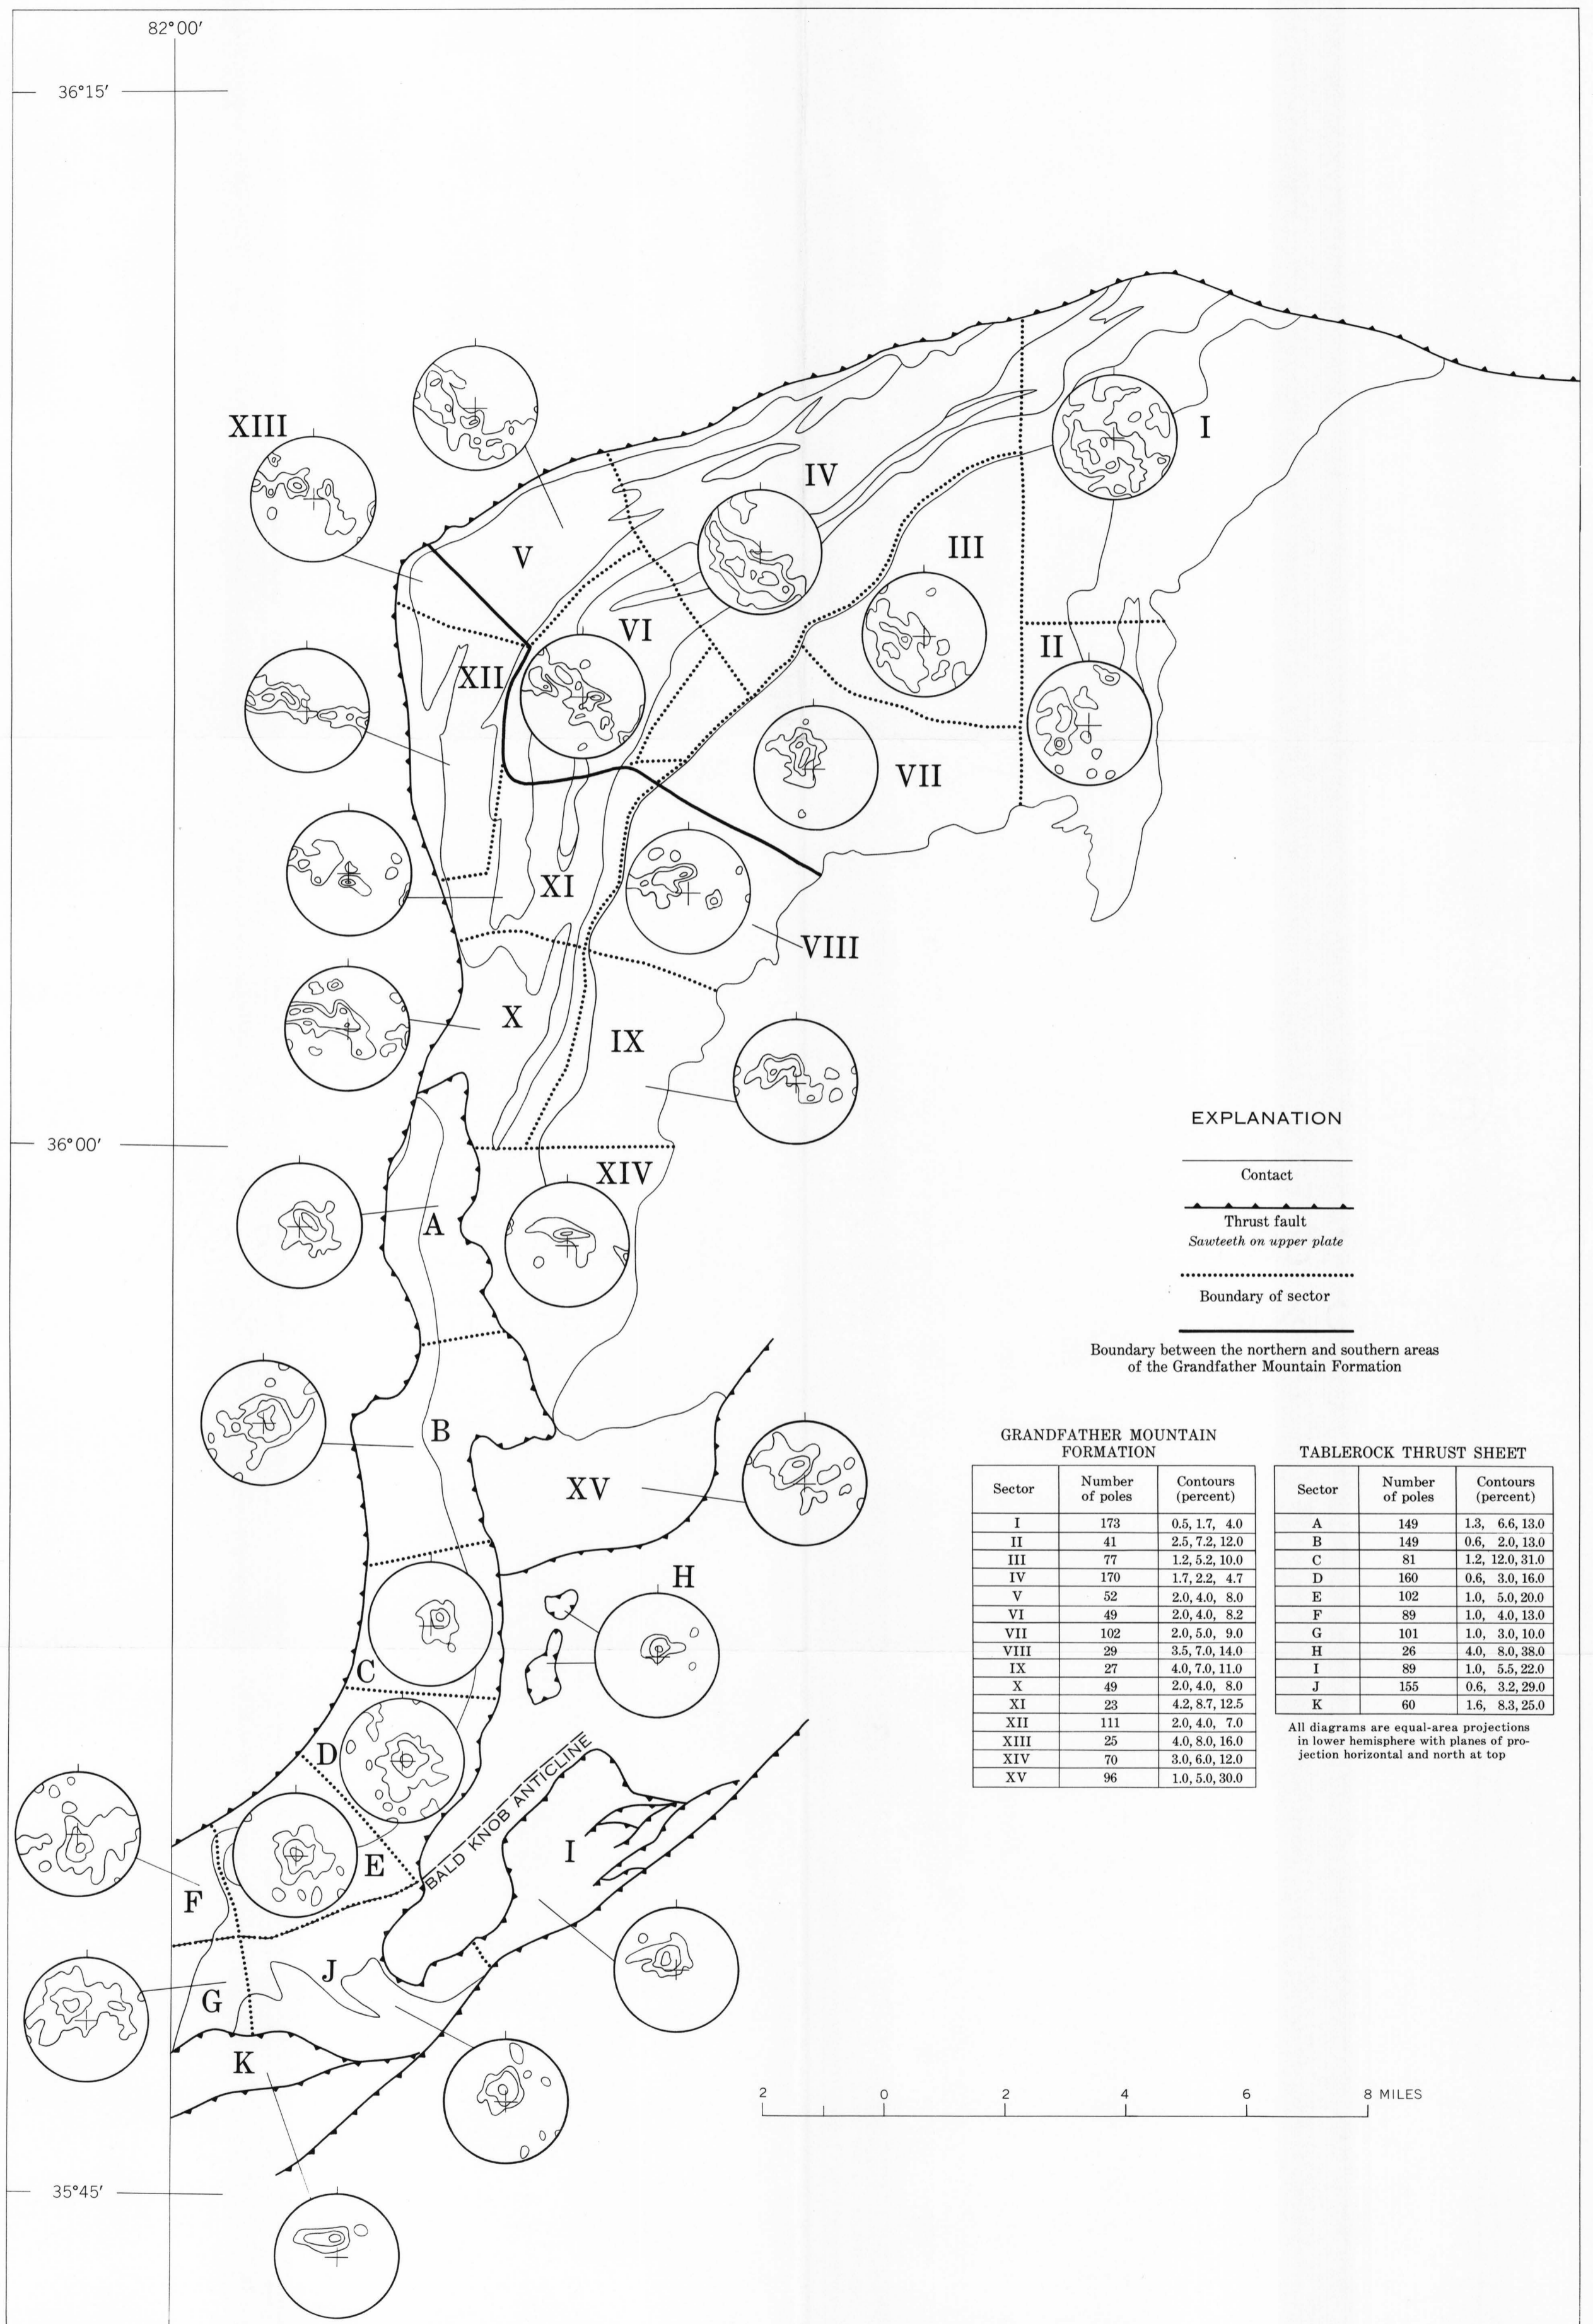 82°00′
36°15′
XIII
I
IV
V
III
VI
II
XII
VII
XI
VIII
X
IX
36°00′
XIV
A
B
XV
H
C
D
BALD KNOB ANTICLINE
I
E
F
J
G
K
35°45′
EXPLANATION
Contact
Thrust fault
Sawteeth on upper plate
Boundary of sector
Boundary between the northern and southern areas
of the Grandfather Mountain Formation
GRANDFATHER MOUNTAIN
FORMATION
Sector Number of poles Contours (percent)
I 173 0.5, 1.7, 4.0
II 41 2.5, 7.2, 12.0
III 77 1.2, 5.2, 10.0
IV 170 1.7, 2.2, 4.7
V 52 2.0, 4.0, 8.0
VI 49 2.0, 4.0, 8.2
VII 102 2.0, 5.0, 9.0
VIII 29 3.5, 7.0, 14.0
IX 27 4.0, 7.0, 11.0
X 49 2.0, 4.0, 8.0
XI 23 4.2, 8.7, 12.5
XII 111 2.0, 4.0, 7.0
XIII 25 4.0, 8.0, 16.0
XIV 70 3.0, 6.0, 12.0
XV 96 1.0, 5.0, 30.0
TABLEROCK THRUST SHEET
Sector Number of poles Contours (percent)
A 149 1.3, 6.6, 13.0
B 149 0.6, 2.0, 13.0
C 81 1.2, 12.0, 31.0
D 160 0.6, 3.0, 16.0
E 102 1.0, 5.0, 20.0
F 89 1.0, 4.0, 13.0
G 101 1.0, 3.0, 10.0
H 26 4.0, 8.0, 38.0
I 89 1.0, 5.5, 22.0
J 155 0.6, 3.2, 29.0
K 60 1.6, 8.3, 25.0
All diagrams are equal-area projections
in lower hemisphere with planes of pro-
jection horizontal and north at top
2 0 2 4 6 8 MILES